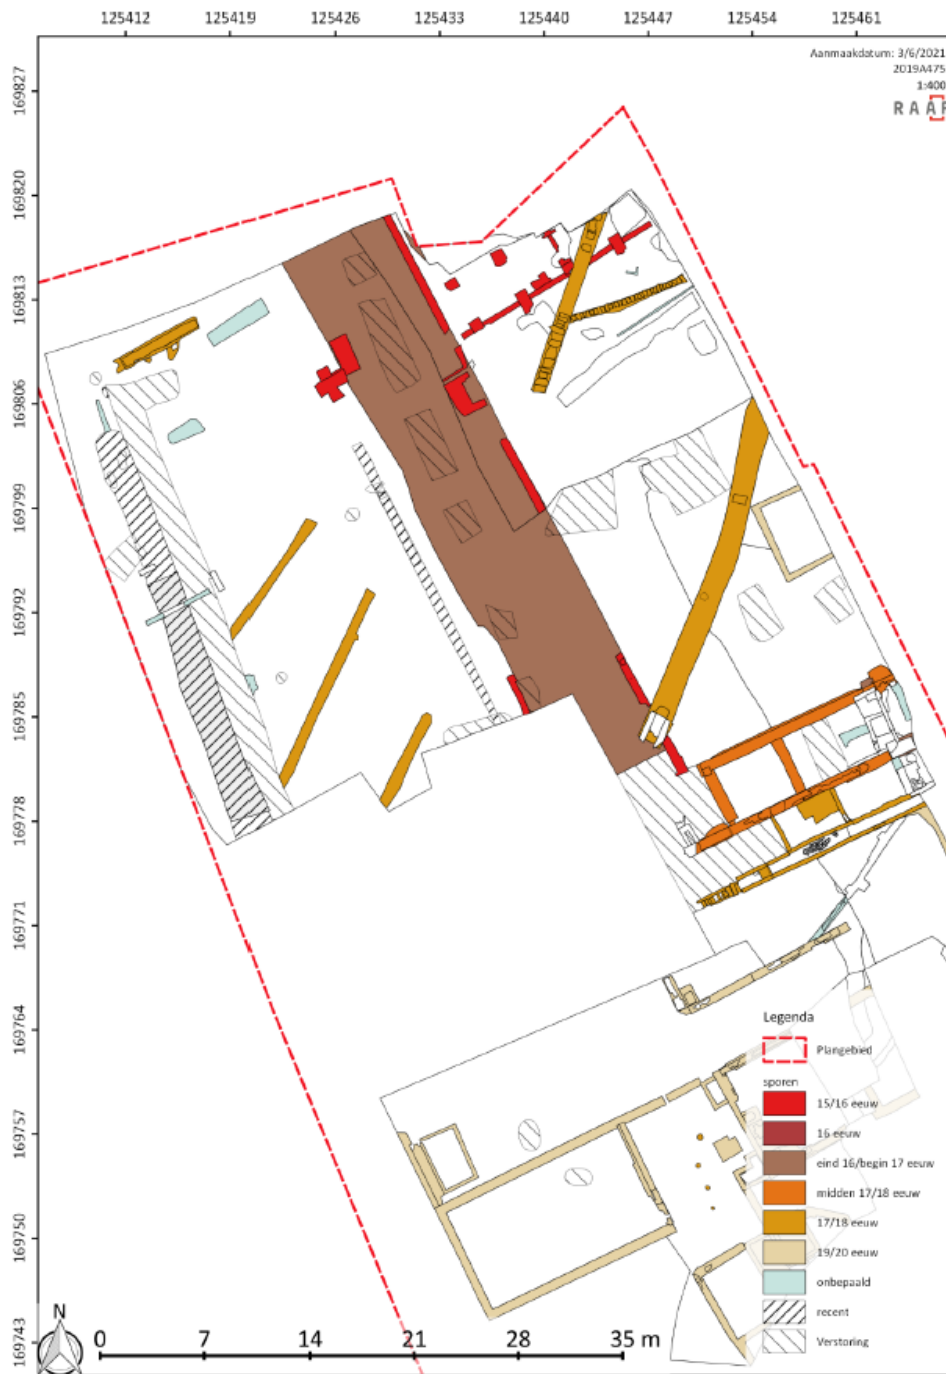 125412 125419 125426 125433 125440 125447 125454 125461
Aanmaakdatum: 3/6/2021
2019A475
1:400
RAA
169827
169820
169813
169806
169799
169792
169785
169778
169771
169764
169757
169750
169743
Legenda
Plangebied
sporen
15/16 eeuw
16 eeuw
eind 16/begin 17 eeuw
midden 17/18 eeuw
17/18 eeuw
19/20 eeuw
onbepaald
recent
Verstoring
N
0 7 14 21 28 35 m